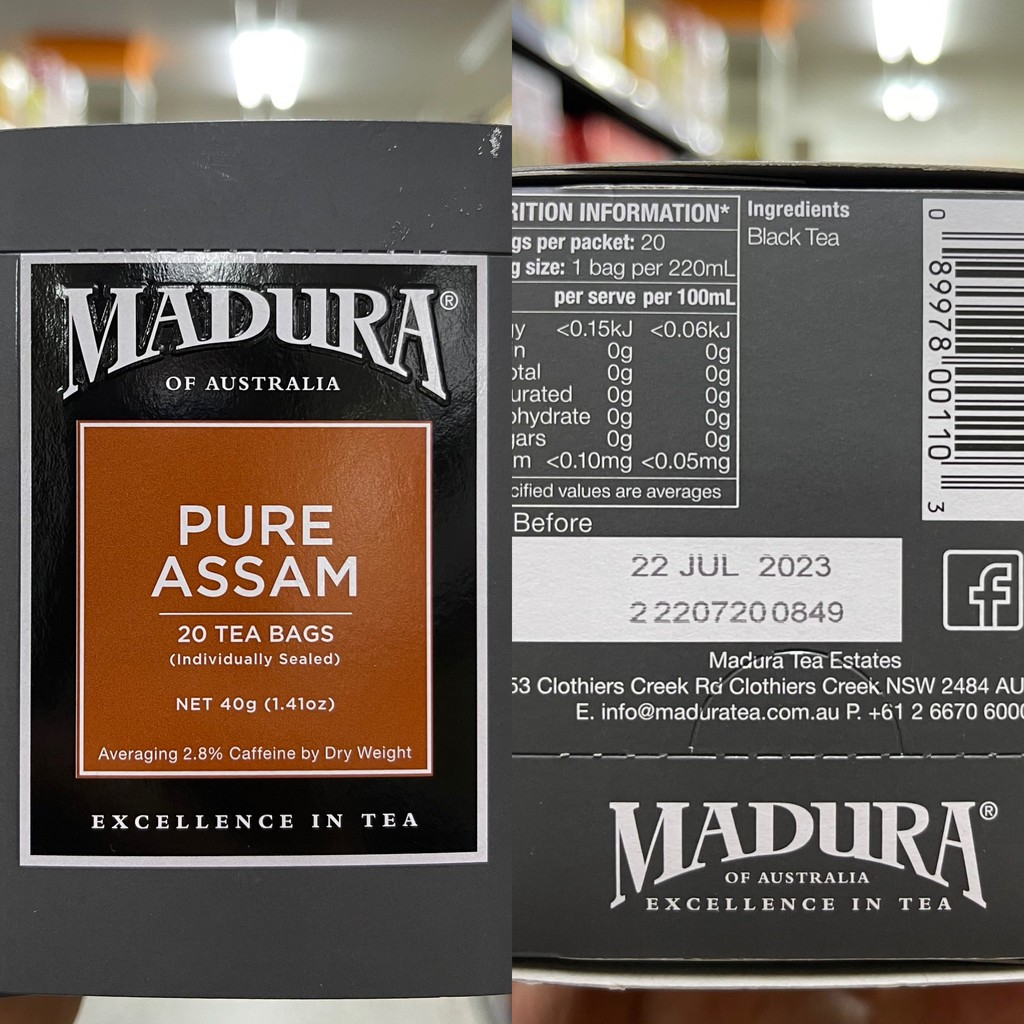 MADURA®
OF AUSTRALIA
PURE
ASSAM
20 TEA BAGS
(Individually Sealed)
NET 40g (1.41oz)
Averaging 2.8% Caffeine by Dry Weight
EXCELLENCE IN TEA
RITION INFORMATION*
gs per packet: 20
g size: 1 bag per 220mL
per serve per 100mL
gy <0.15kJ <0.06kJ
n 0g 0g
otal 0g 0g
urated 0g 0g
ohydrate 0g 0g
gars 0g 0g
m <0.10mg <0.05mg
cified values are averages
Ingredients
Black Tea
0 89978 00110 3
Before
22 JUL 2023
2 2207200849
Madura Tea Estates
53 Clothiers Creek Rd Clothiers Creek NSW 2484 AU
E. info@maduratea.com.au P. +61 2 6670 6000
MADURA®
OF AUSTRALIA
EXCELLENCE IN TEA